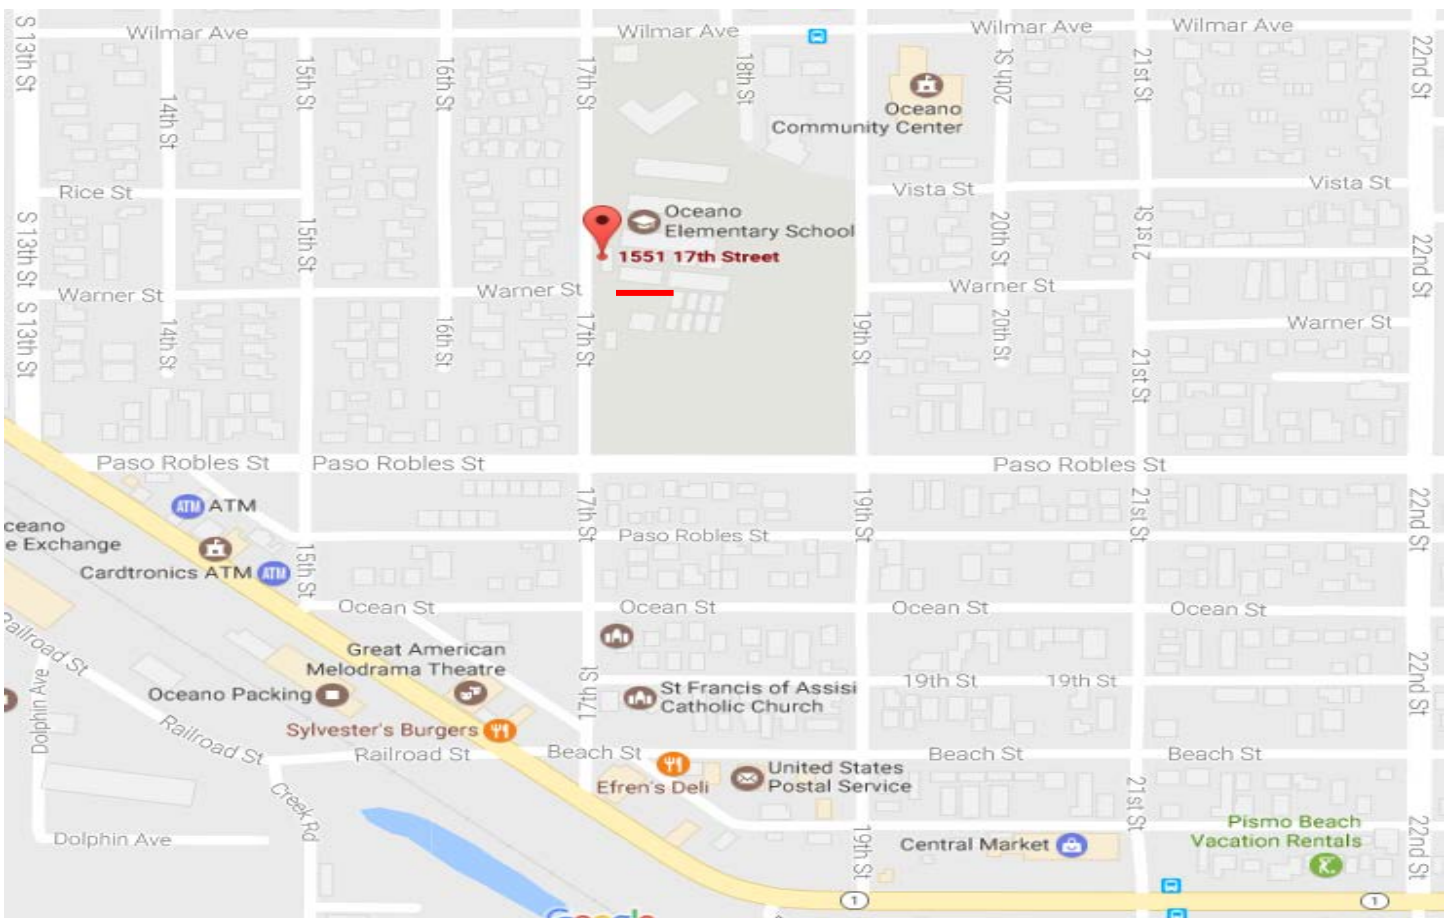 Wilmar Ave
Wilmar Ave
Wilmar Ave
Wilmar Ave
S 13th St
15th St
16th St
17th St
18th St
20th St
21st St
22nd St
14th St
Oceano
Community Center
Rice St
Vista St
Vista St
S 13th St
15th St
Oceano
Elementary School
20th St
21st St
22nd St
1551 17th Street
Warner St
Warner St
Warner St
Warner St
S 13th St
14th St
16th St
17th St
19th St
20th St
21st St
Paso Robles St
Paso Robles St
Paso Robles St
ATM ATM
17th St
19th St
21st St
22nd St
ceano
e Exchange
Paso Robles St
Cardtronics ATM ATM
15th St
Ocean St
Ocean St
Ocean St
Ocean St
Railroad St
Great American
Melodrama Theatre
17th St
22nd St
19th St
19th St
Oceano Packing
St Francis of Assisi
Catholic Church
Dolphin Ave
Sylvester's Burgers
Railroad St
Railroad St
Beach St
Beach St
Beach St
United States
Postal Service
Efren's Deli
Creek Rd
21st St
Dolphin Ave
19th St
Central Market
Pismo Beach
Vacation Rentals
22nd St
1
1
Google